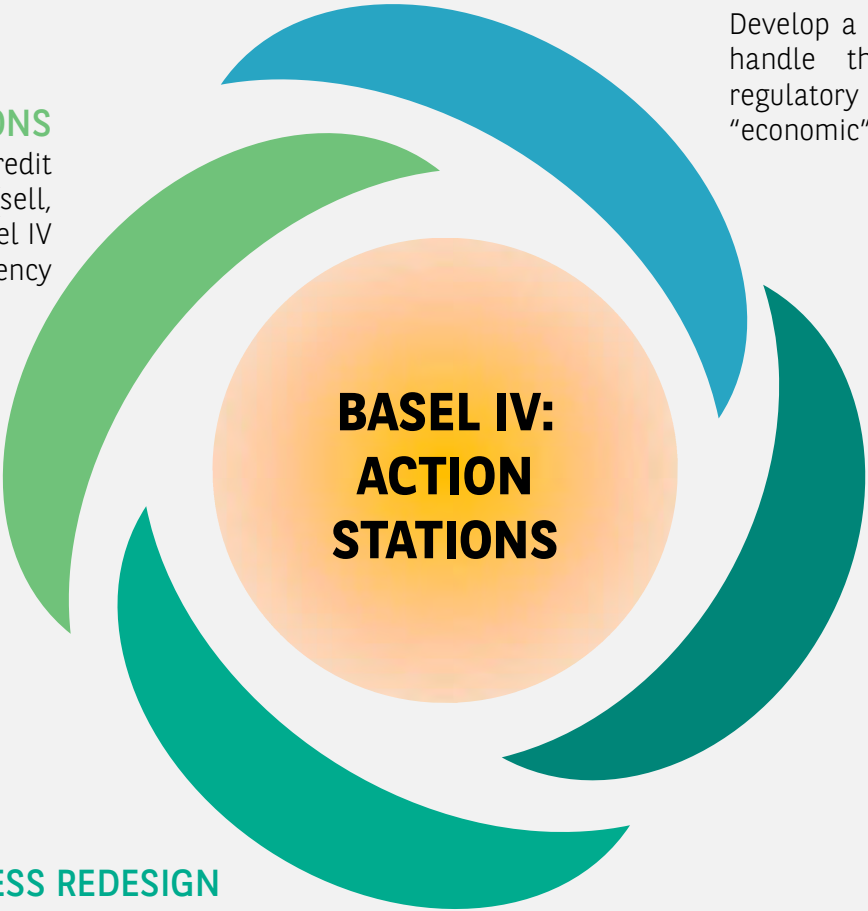 ONS
redit
sell,
el IV
ency
Develop a
handle th
regulatory
“economic“
BASEL IV:
ACTION
STATIONS
ESS REDESIGN